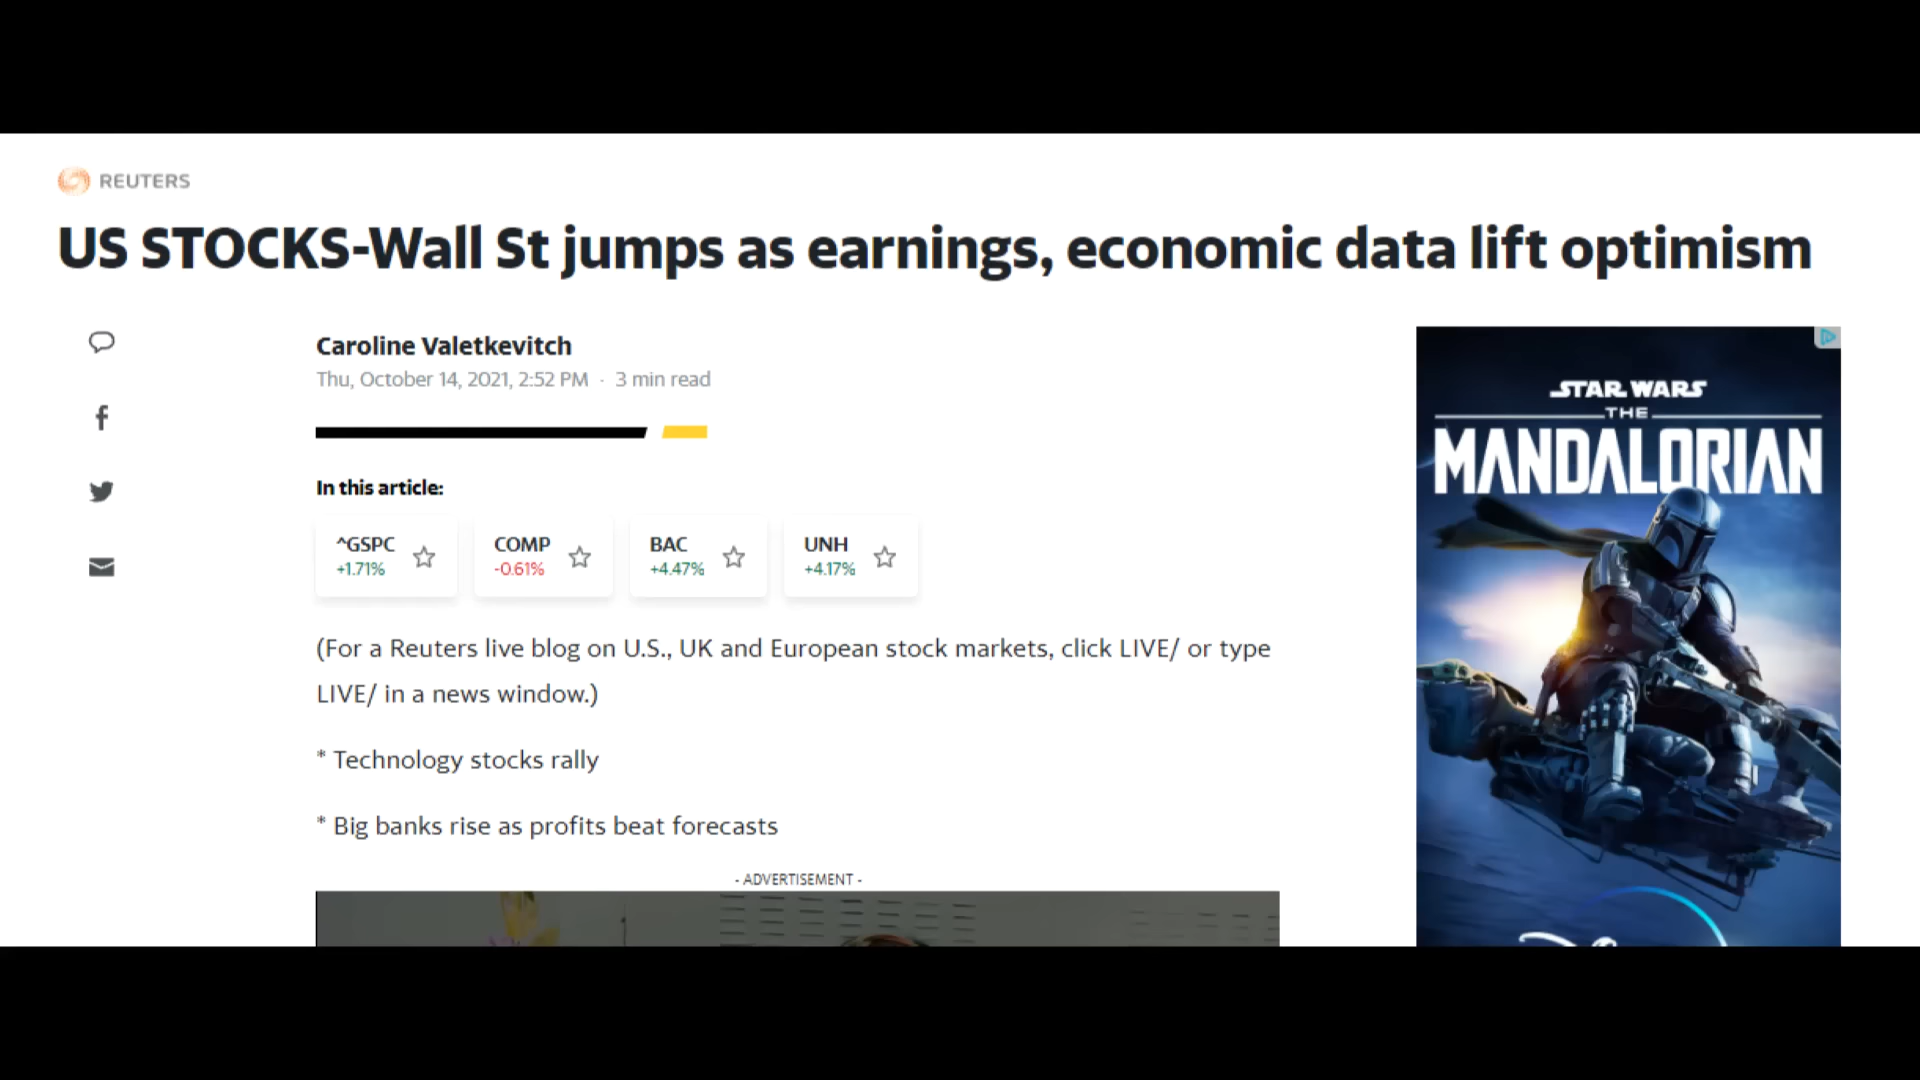 REUTERS
US STOCKS-Wall St jumps as earnings, economic data lift optimism
Caroline Valetkevitch
Thu, October 14, 2021, 2:52 PM · 3 min read
In this article:
^GSPC
+1.71%
COMP
-0.61%
BAC
+4.47%
UNH
+4.17%
(For a Reuters live blog on U.S., UK and European stock markets, click LIVE/ or type
LIVE/ in a news window.)
* Technology stocks rally
* Big banks rise as profits beat forecasts
- ADVERTISEMENT -
STAR WARS
THE
MANDALORIAN